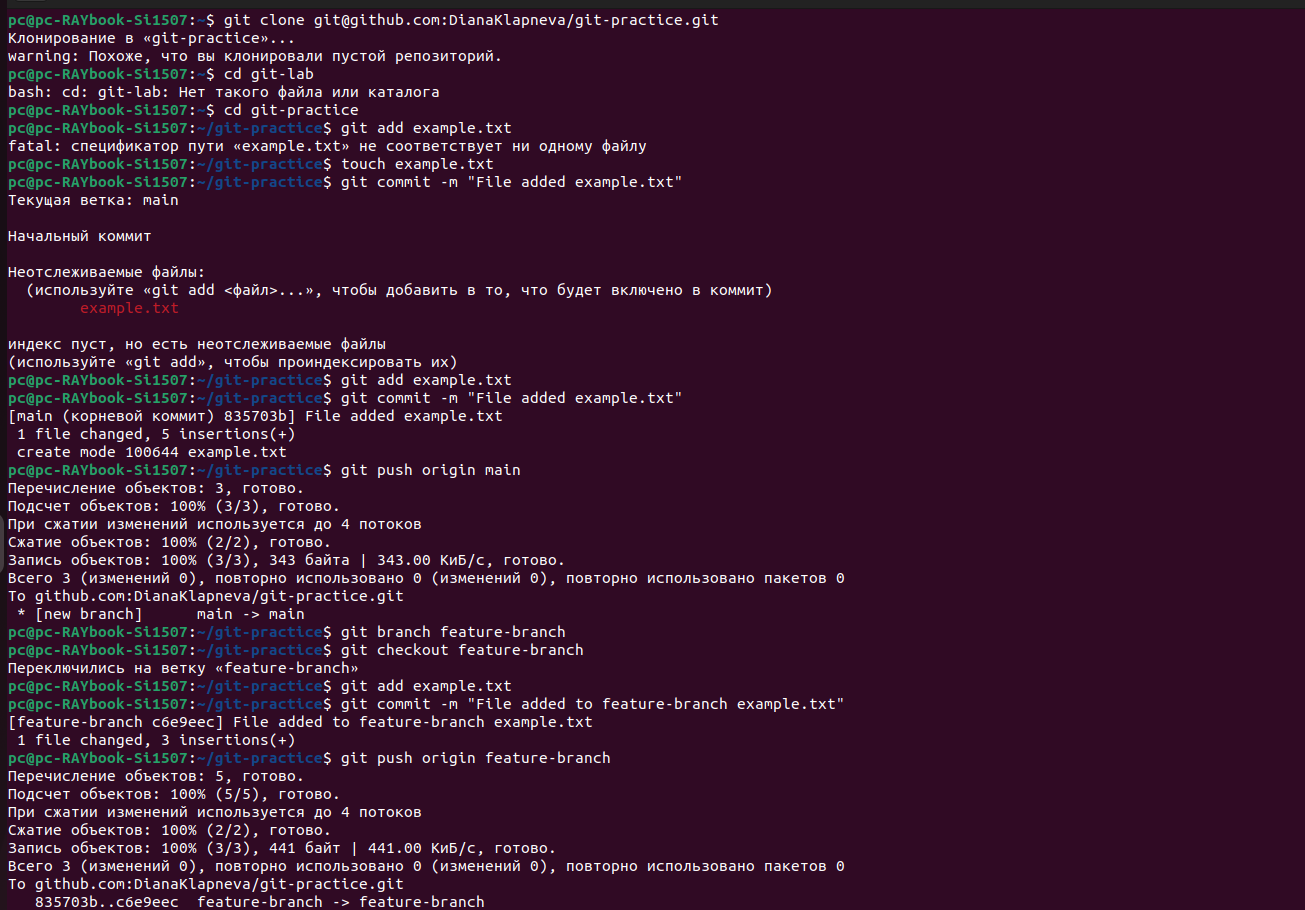 pc@pc-RAYbook-Si1507:~$ git clone git@github.com:DianaKlapneva/git-practice.git
Клонирование в «git-practice»...
warning: Похоже, что вы клонировали пустой репозиторий.
pc@pc-RAYbook-Si1507:~$ cd git-lab
bash: cd: git-lab: Нет такого файла или каталога
pc@pc-RAYbook-Si1507:~$ cd git-practice
pc@pc-RAYbook-Si1507:~/git-practice$ git add example.txt
fatal: спецификатор пути «example.txt» не соответствует ни одному файлу
pc@pc-RAYbook-Si1507:~/git-practice$ touch example.txt
pc@pc-RAYbook-Si1507:~/git-practice$ git commit -m "File added example.txt"
Текущая ветка: main

Начальный коммит

Неотслеживаемые файлы:
  (используйте «git add <файл>...», чтобы добавить в то, что будет включено в коммит)
        example.txt

индекс пуст, но есть неотслеживаемые файлы
(используйте «git add», чтобы проиндексировать их)
pc@pc-RAYbook-Si1507:~/git-practice$ git add example.txt
pc@pc-RAYbook-Si1507:~/git-practice$ git commit -m "File added example.txt"
[main (корневой коммит) 835703b] File added example.txt
 1 file changed, 5 insertions(+)
 create mode 100644 example.txt
pc@pc-RAYbook-Si1507:~/git-practice$ git push origin main
Перечисление объектов: 3, готово.
Подсчет объектов: 100% (3/3), готово.
При сжатии изменений используется до 4 потоков
Сжатие объектов: 100% (2/2), готово.
Запись объектов: 100% (3/3), 343 байта | 343.00 КиБ/с, готово.
Всего 3 (изменений 0), повторно использовано 0 (изменений 0), повторно использовано пакетов 0
To github.com:DianaKlapneva/git-practice.git
 * [new branch]      main -> main
pc@pc-RAYbook-Si1507:~/git-practice$ git branch feature-branch
pc@pc-RAYbook-Si1507:~/git-practice$ git checkout feature-branch
Переключились на ветку «feature-branch»
pc@pc-RAYbook-Si1507:~/git-practice$ git add example.txt
pc@pc-RAYbook-Si1507:~/git-practice$ git commit -m "File added to feature-branch example.txt"
[feature-branch c6e9eec] File added to feature-branch example.txt
 1 file changed, 3 insertions(+)
pc@pc-RAYbook-Si1507:~/git-practice$ git push origin feature-branch
Перечисление объектов: 5, готово.
Подсчет объектов: 100% (5/5), готово.
При сжатии изменений используется до 4 потоков
Сжатие объектов: 100% (2/2), готово.
Запись объектов: 100% (3/3), 441 байт | 441.00 КиБ/с, готово.
Всего 3 (изменений 0), повторно использовано 0 (изменений 0), повторно использовано пакетов 0
To github.com:DianaKlapneva/git-practice.git
   835703b..c6e9eec  feature-branch -> feature-branch